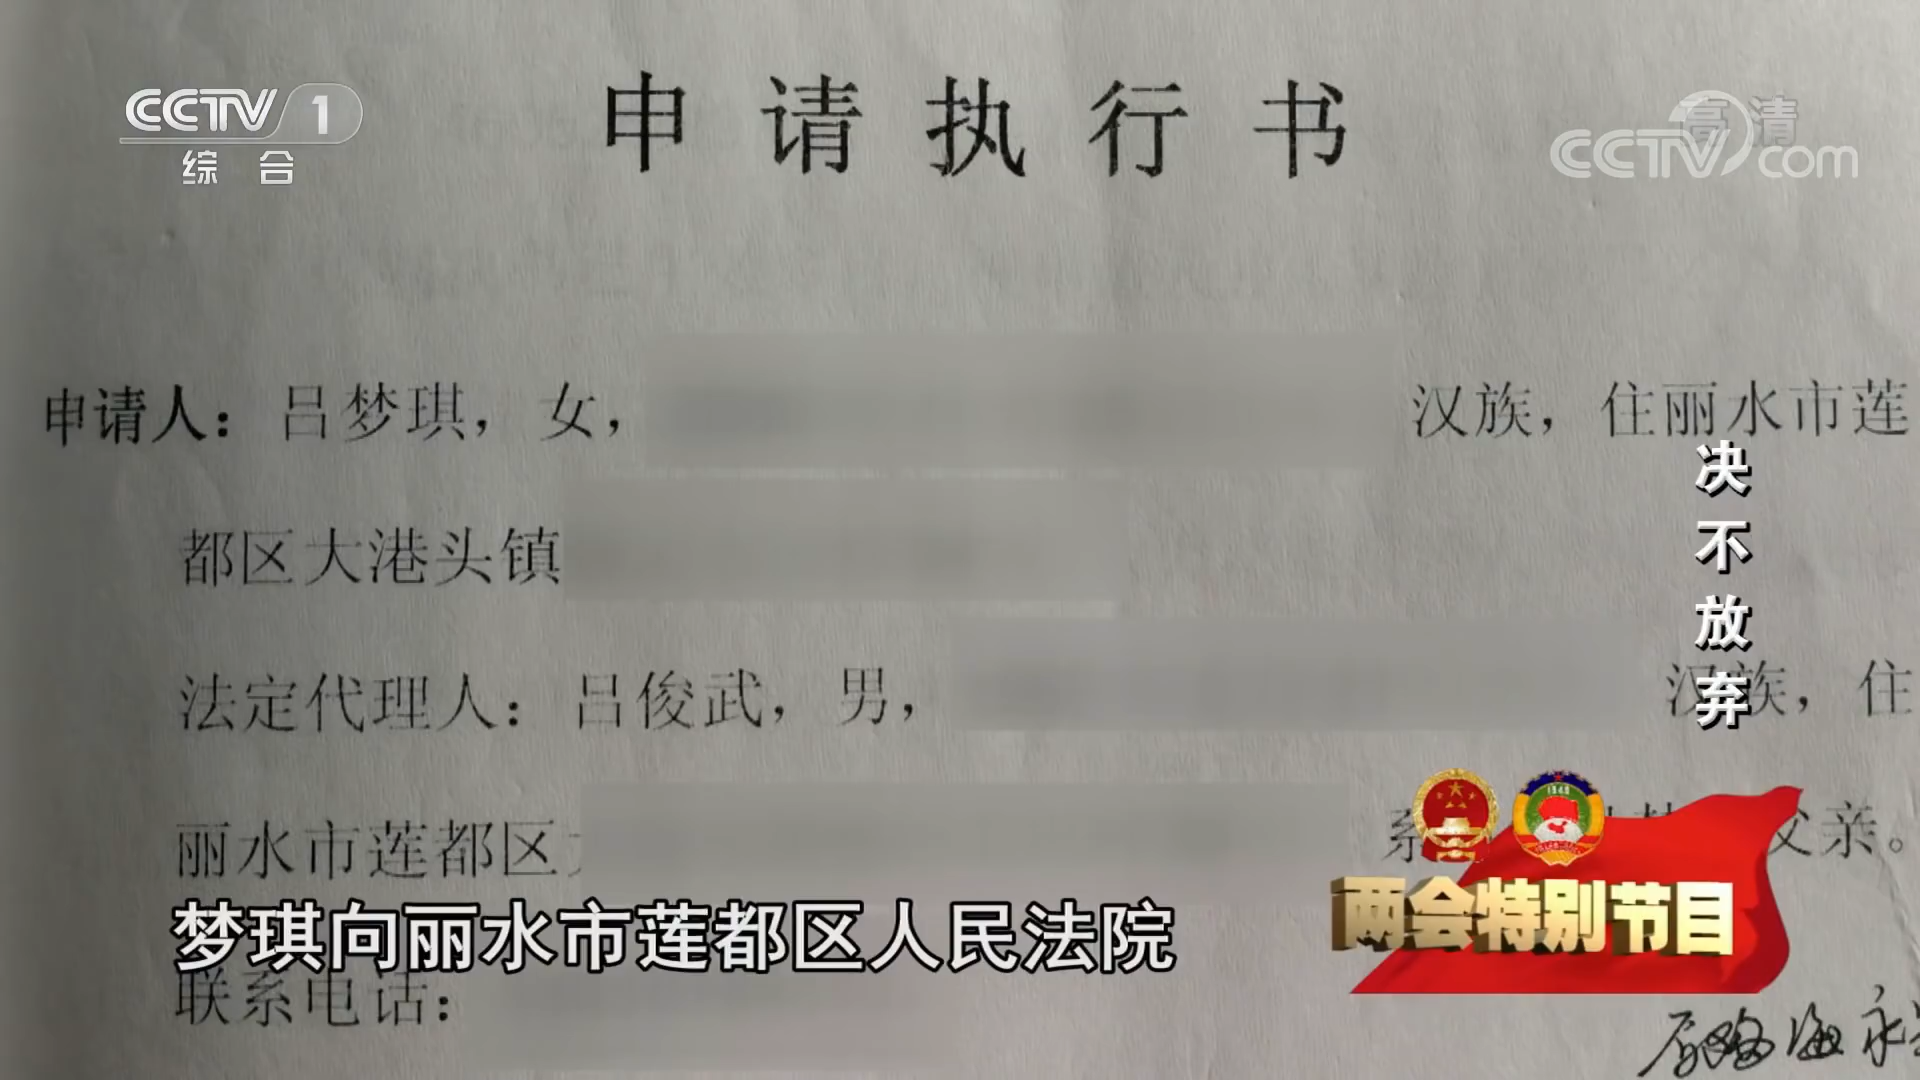 CCTV 1
综合
高清
CCTV.com
申请执行书
申请人：吕梦琪，女，
汉族，住丽水市莲
都区大港头镇
决不放弃
法定代理人：吕俊武，男，
汉族，住
丽水市莲都区
系
父亲。
两会特别节目
梦琪向丽水市莲都区人民法院
联系电话：